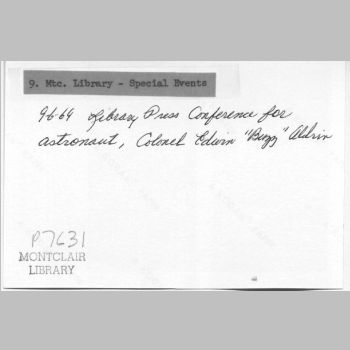 9. Mtc. Library - Special Events
9-6-69 Library Press Conference for
astronaut, Colonel Edwin "Buzz" Aldrin
P.7631
MONTCLAIR
LIBRARY